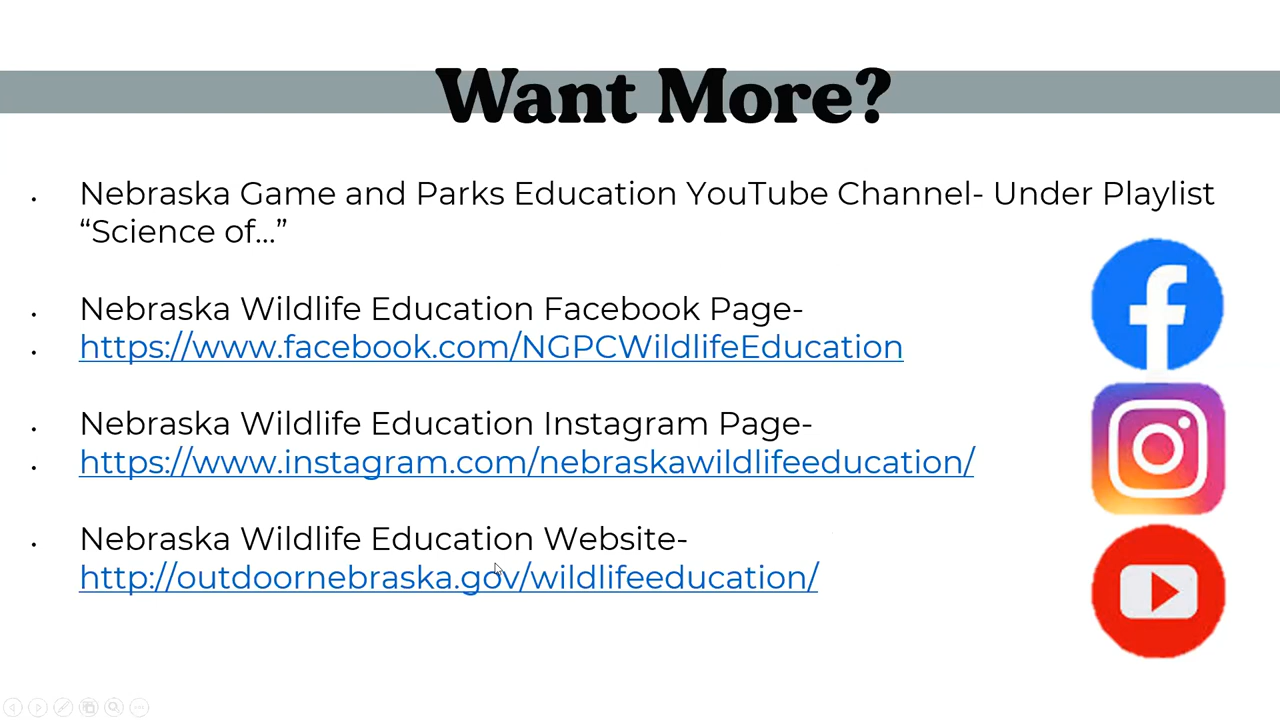 Want More?
• Nebraska Game and Parks Education YouTube Channel- Under Playlist
“Science of...”
• Nebraska Wildlife Education Facebook Page-
• https://www.facebook.com/NGPCWildlifeEducation
• Nebraska Wildlife Education Instagram Page-
• https://www.instagram.com/nebraskawildlifeeducation/
• Nebraska Wildlife Education Website-
http://outdoornebraska.gov/wildlifeeducation/